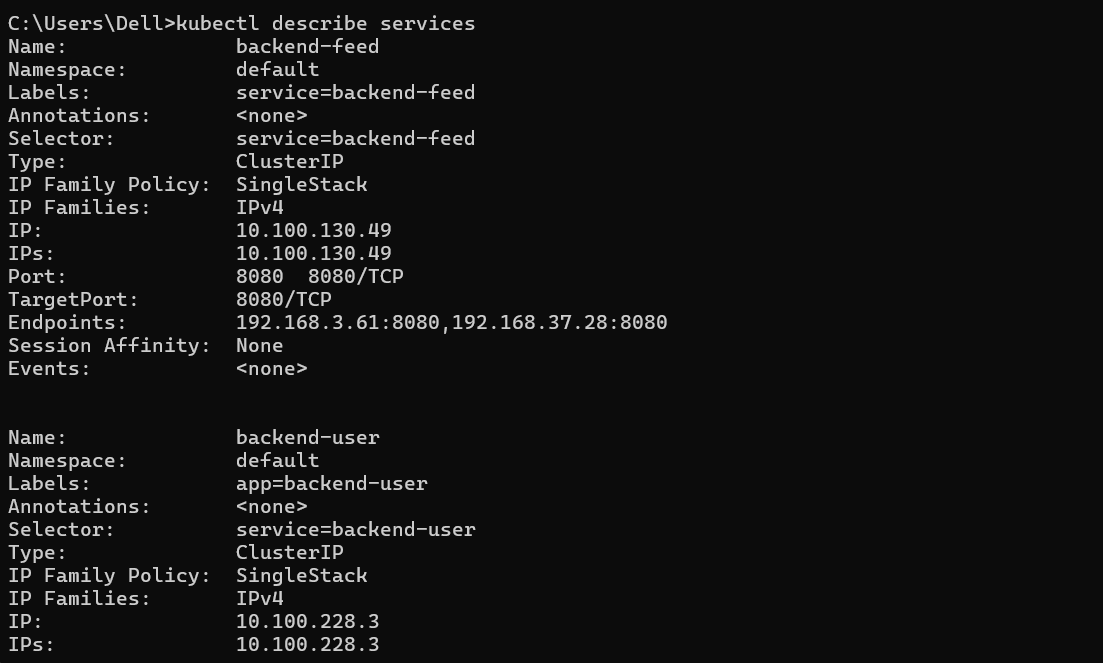 C:\Users\Dell>kubectl describe services
Name:              backend-feed
Namespace:         default
Labels:            service=backend-feed
Annotations:       <none>
Selector:          service=backend-feed
Type:              ClusterIP
IP Family Policy:  SingleStack
IP Families:       IPv4
IP:                10.100.130.49
IPs:               10.100.130.49
Port:              8080  8080/TCP
TargetPort:        8080/TCP
Endpoints:         192.168.3.61:8080,192.168.37.28:8080
Session Affinity:  None
Events:            <none>
Name:              backend-user
Namespace:         default
Labels:            app=backend-user
Annotations:       <none>
Selector:          service=backend-user
Type:              ClusterIP
IP Family Policy:  SingleStack
IP Families:       IPv4
IP:                10.100.228.3
IPs:               10.100.228.3